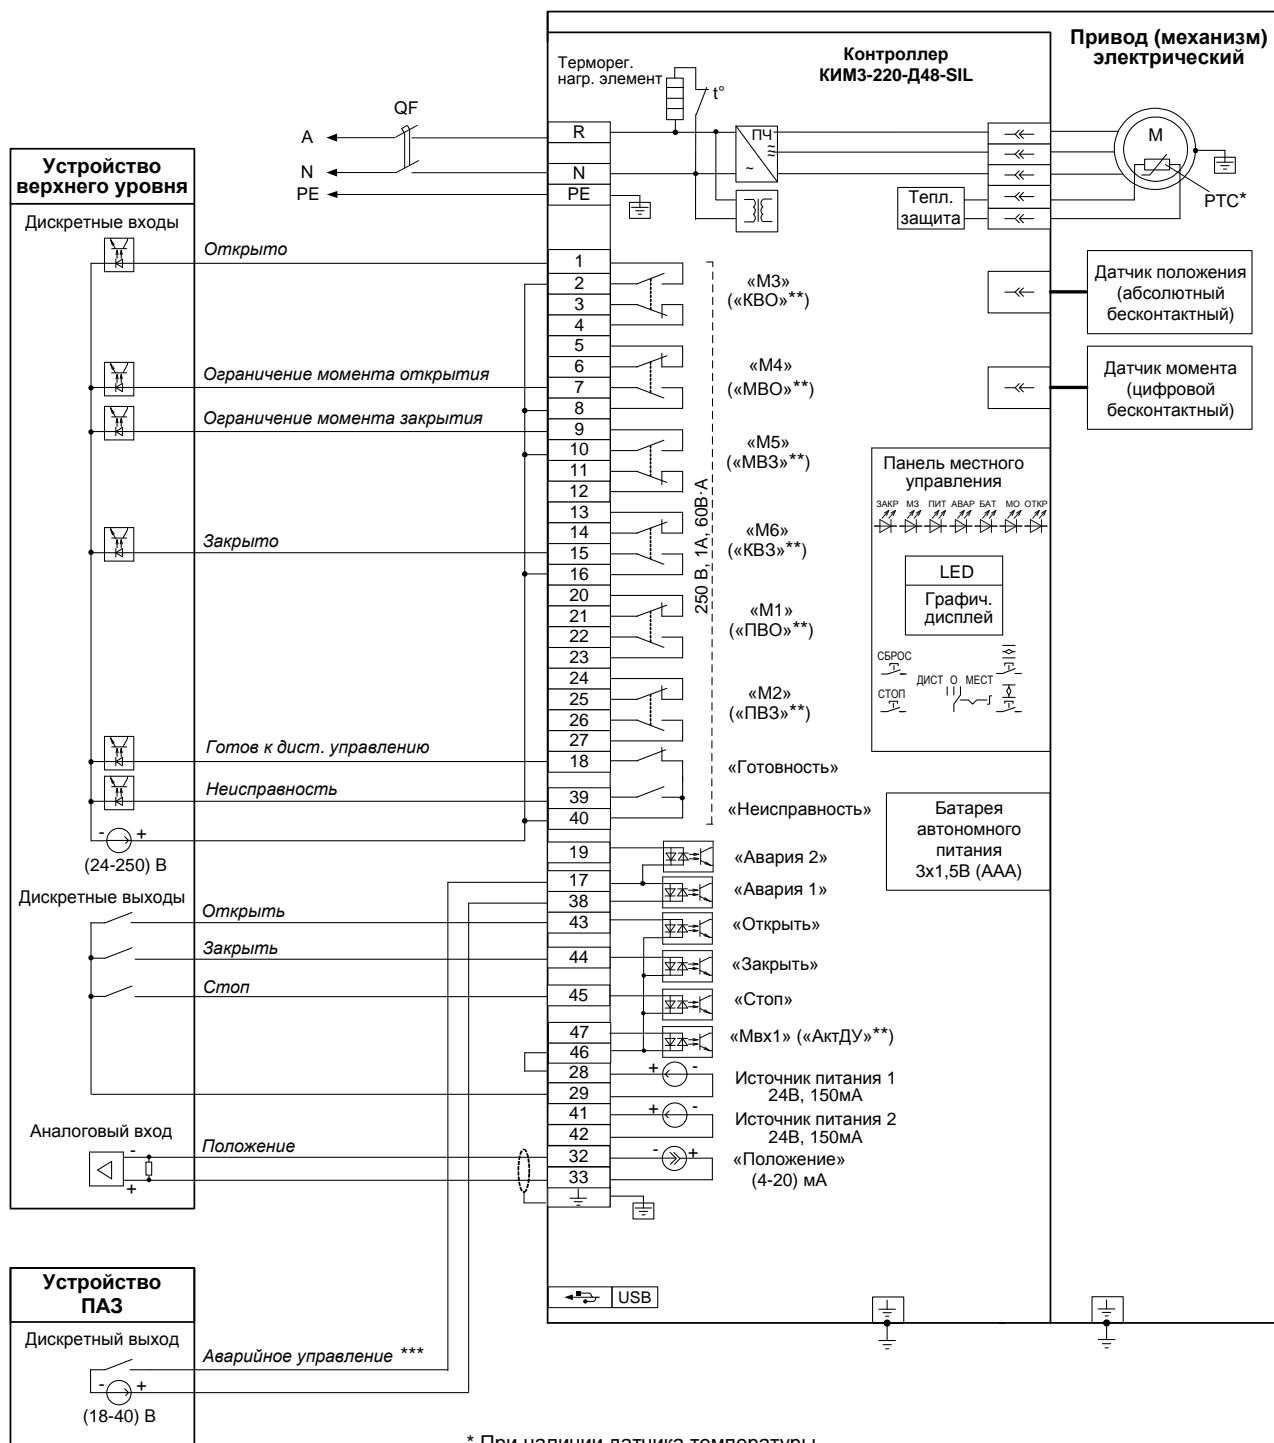 Привод (механизм)
электрический
Контроллер
КИМ3-220-Д48-SIL
Терморег.
нагр. элемент
t°
QF
A
N
PE
R
N
PE
ПЧ
~
M
PTC*
Тепл.
защита
Устройство
верхнего уровня
Дискретные входы
Открыто
Ограничение момента открытия
Ограничение момента закрытия
Закрыто
Готов к дист. управлению
Неисправность
- +
(24-250) В
Дискретные выходы
Открыть
Закрыть
Стоп
Аналоговый вход
Положение
-
+
1
2
3
4
5
6
7
8
9
10
11
12
13
14
15
16
20
21
22
23
24
25
26
27
18
39
40
19
17
38
43
44
45
47
46
28
29
41
42
32
33
«М3»
(«КВО»**)
«М4»
(«МВО»**)
«М5»
(«МВЗ»**)
«М6»
(«КВЗ»**)
«М1»
(«ПВО»**)
«М2»
(«ПВЗ»**)
250 В, 1А, 60В·А
«Готовность»
«Неисправность»
«Авария 2»
«Авария 1»
«Открыть»
«Закрыть»
«Стоп»
«Мвх1» («АктДУ»**)
+ -
Источник питания 1
24В, 150мА
+ -
Источник питания 2
24В, 150мА
- +
«Положение»
(4-20) мА
Датчик положения
(абсолютный
бесконтактный)
Датчик момента
(цифровой
бесконтактный)
Панель местного
управления
ЗАКР МЗ ПИТ АВАР БАТ МО ОТКР
LED
Графич.
дисплей
СБРОС
СТОП
ДИСТ О МЕСТ
Батарея
автономного
питания
3х1,5В (ААА)
USB
Устройство
ПАЗ
Дискретный выход
Аварийное управление ***
- +
(18-40) В
* При наличии датчика температуры